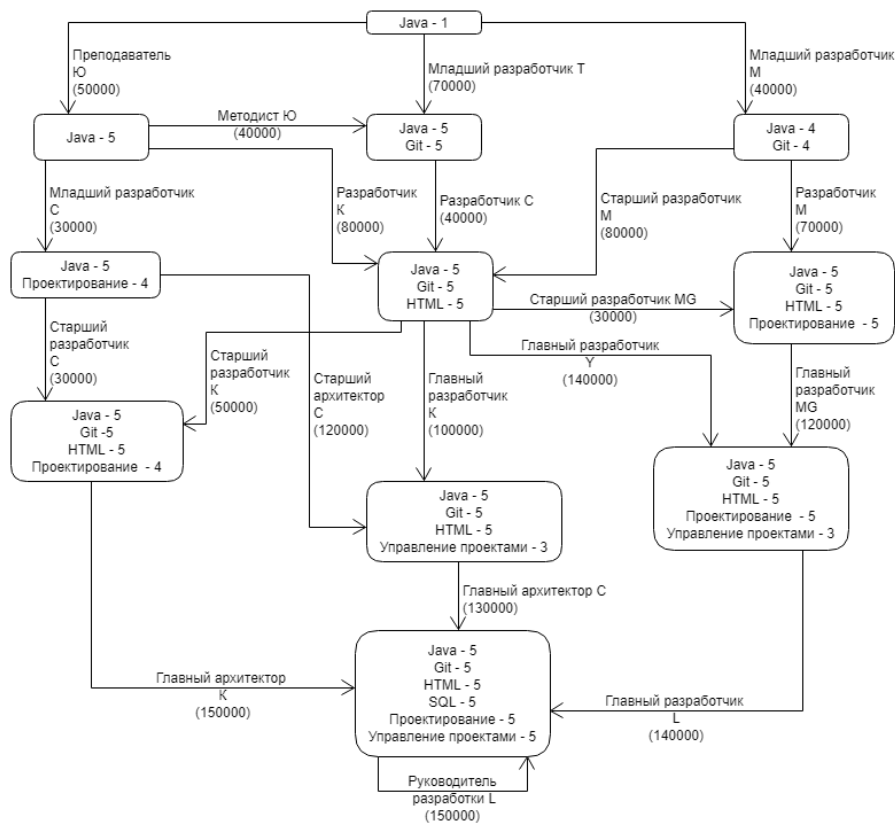 Java - 1
Преподаватель
Ю
(50000)
Младший разработчик Т
(70000)
Младший разработчик
М
(40000)
Java - 5
Методист Ю
(40000)
Java - 5
Git - 5
Java - 4
Git - 4
Младший разработчик
С
(30000)
Разработчик
К
(80000)
Разработчик С
(40000)
Старший разработчик
М
(80000)
Разработчик
М
(70000)
Java - 5
Проектирование - 4
Java - 5
Git - 5
HTML - 5
Старший разработчик MG
(30000)
Java - 5
Git - 5
HTML - 5
Проектирование - 5
Старший
разработчик
С
(30000)
Старший
разработчик
К
(50000)
Старший
архитектор
С
(120000)
Главный
разработчик
К
(100000)
Главный разработчик
Y
(140000)
Главный
разработчик
MG
(120000)
Java - 5
Git -5
HTML - 5
Проектирование - 4
Java - 5
Git - 5
HTML - 5
Управление проектами - 3
Java - 5
Git - 5
HTML - 5
Проектирование - 5
Управление проектами - 3
Главный архитектор С
(130000)
Главный архитектор
К
(150000)
Java - 5
Git - 5
HTML - 5
SQL - 5
Проектирование - 5
Управление проектами - 5
Главный разработчик
L
(140000)
Руководитель
разработки L
(150000)